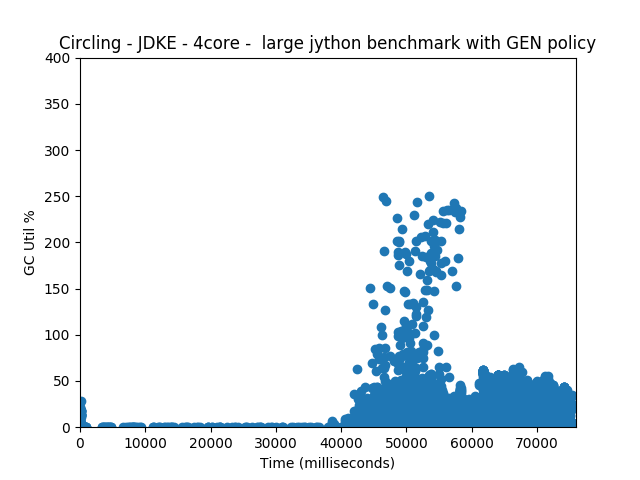 Circling - JDKE - 4core -  large jython benchmark with GEN policy
400
350
300
250
200
150
100
50
0
GC Util %
0 10000 20000 30000 40000 50000 60000 70000
Time (milliseconds)